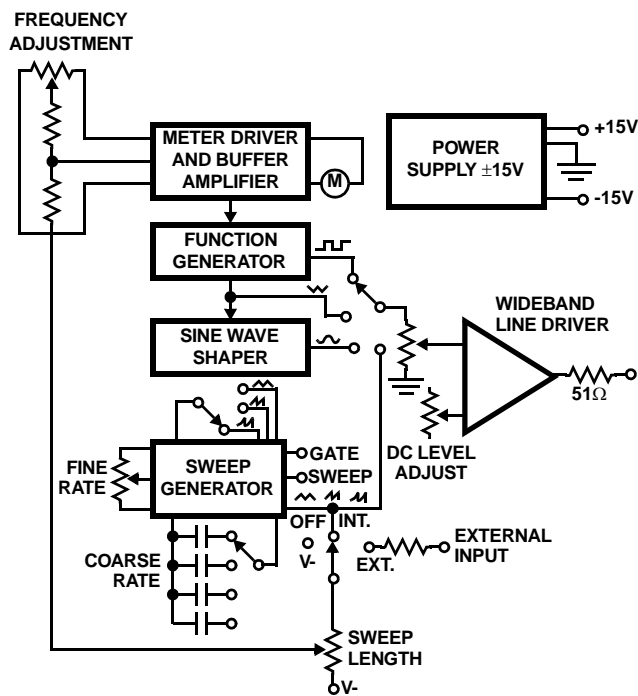 FREQUENCY
ADJUSTMENT
METER DRIVER
AND BUFFER
AMPLIFIER
M
POWER
SUPPLY ±15V
+15V
-15V
FUNCTION
GENERATOR
SINE WAVE
SHAPER
WIDEBAND
LINE DRIVER
51Ω
DC LEVEL
ADJUST
FINE
RATE
SWEEP
GENERATOR
GATE
SWEEP
OFF
INT.
V-
EXT.
EXTERNAL
INPUT
COARSE
RATE
SWEEP
LENGTH
V-